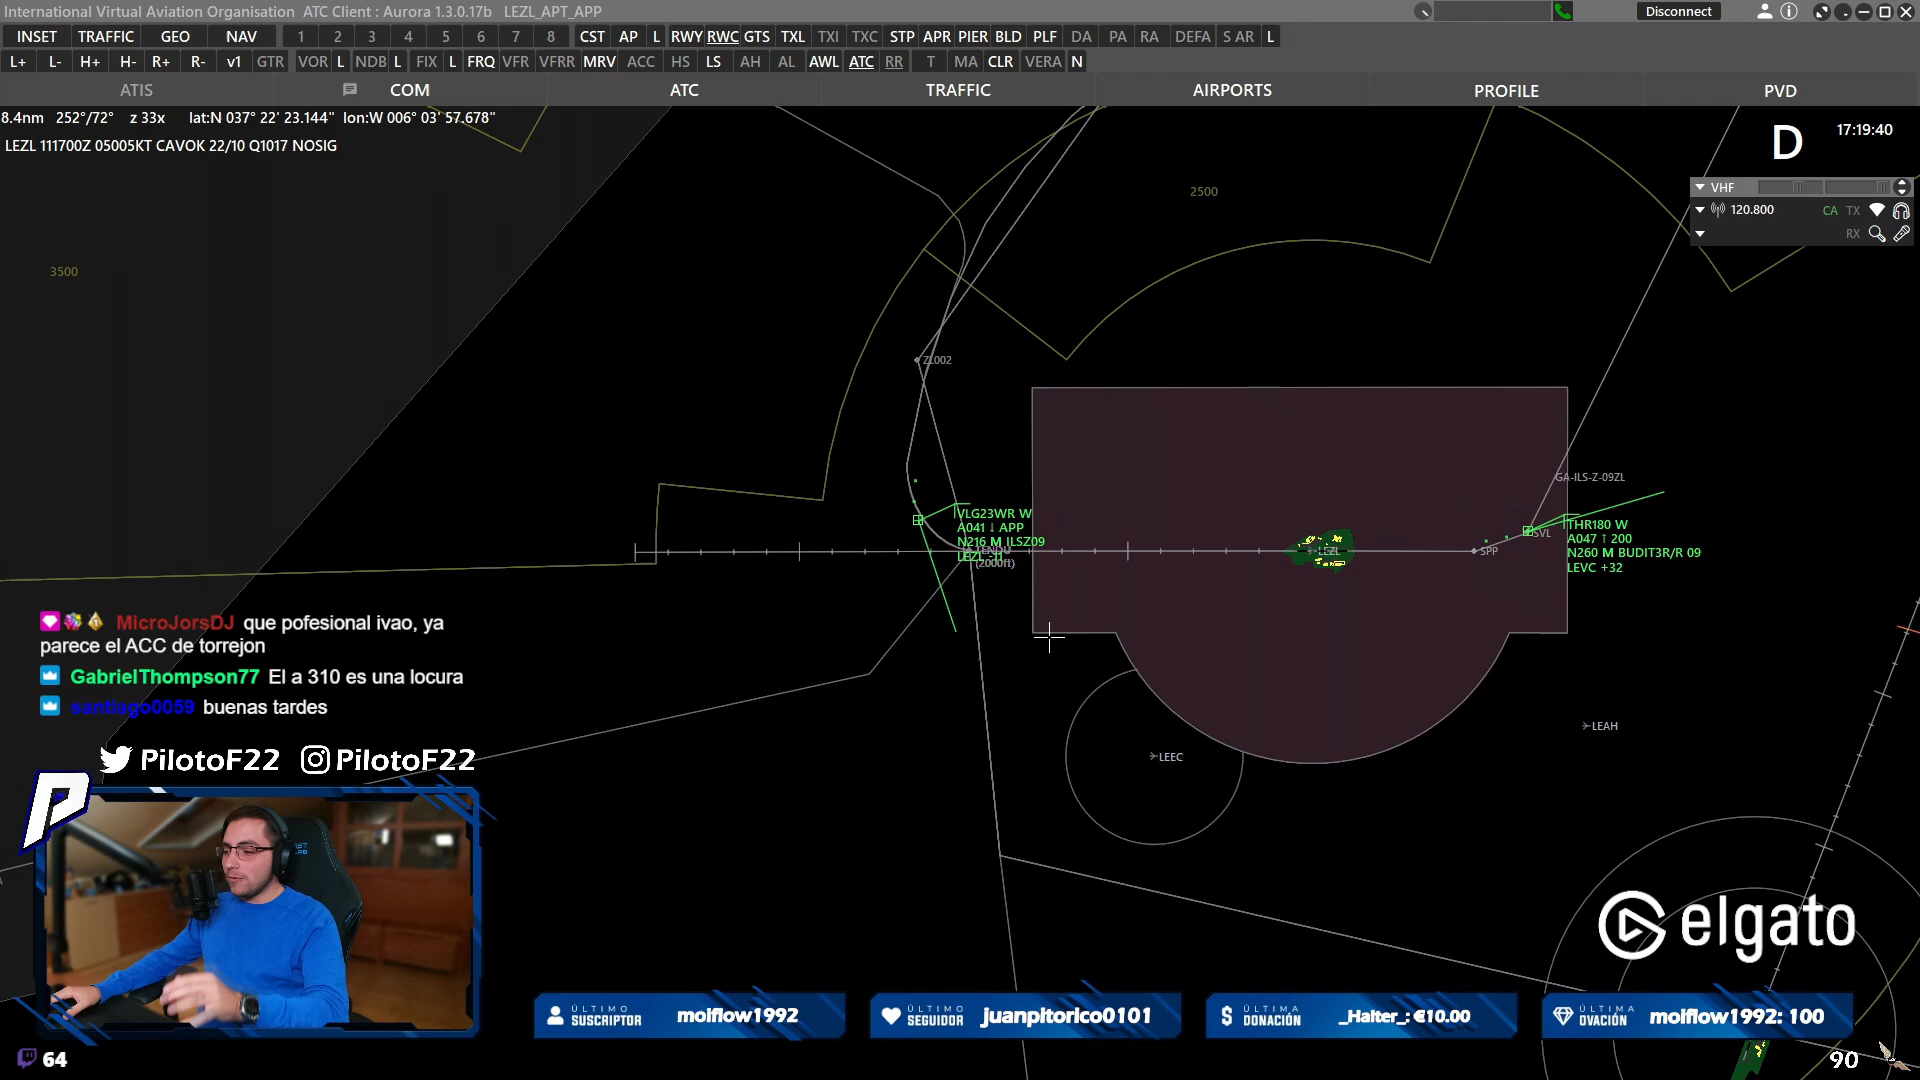 International Virtual Aviation Organisation   ATC Client : Aurora 1.3.0.17b   LEZL_APT_APP
Disconnect
INSET TRAFFIC GEO NAV 1 2 3 4 5 6 7 8 CST AP L RWY RWC GTS TXL TXI TXC STP APR PIER BLD PLF DA PA RA DEFA S AR L
L+ L- H+ H- R+ R- v1 GTR VOR L NDB L FIX L FRQ VFR VFRR MRV ACC HS LS AH AL AWL ATC RR T MA CLR VERA N
ATIS COM ATC TRAFFIC AIRPORTS PROFILE PVD
8.4nm 252°/72° z 33x lat:N 037° 22' 23.144" lon:W 006° 03' 57.678"
LEZL 111700Z 05005KT CAVOK 22/10 Q1017 NOSIG
D
17:19:40
VHF
120.800 CA TX
RX
2500
3500
ZL002
GA-ILS-Z-09ZL
VLG23WR W
A041 ↓ APP
N216 M ILSZ09
LEZL -11
TENDU
(2000ft)
LEZL
SPP
SVL
THR180 W
A047 ↑ 200
N260 M BUDIT3R/R 09
LEVC +32
LEEC
LEAH
MicroJorsDJ que pofesional ivao, ya
parece el ACC de torrejon
GabrielThompson77 El a 310 es una locura
santiago0059 buenas tardes
PilotoF22 PilotoF22
P
elgato
ÚLTIMO
SUSCRIPTOR
moiflow1992
ÚLTIMO
SEGUIDOR
juanpitorico0101
ÚLTIMA
DONACIÓN
_Halter_: €10.00
ÚLTIMA
OVACIÓN
moiflow1992: 100
64
90